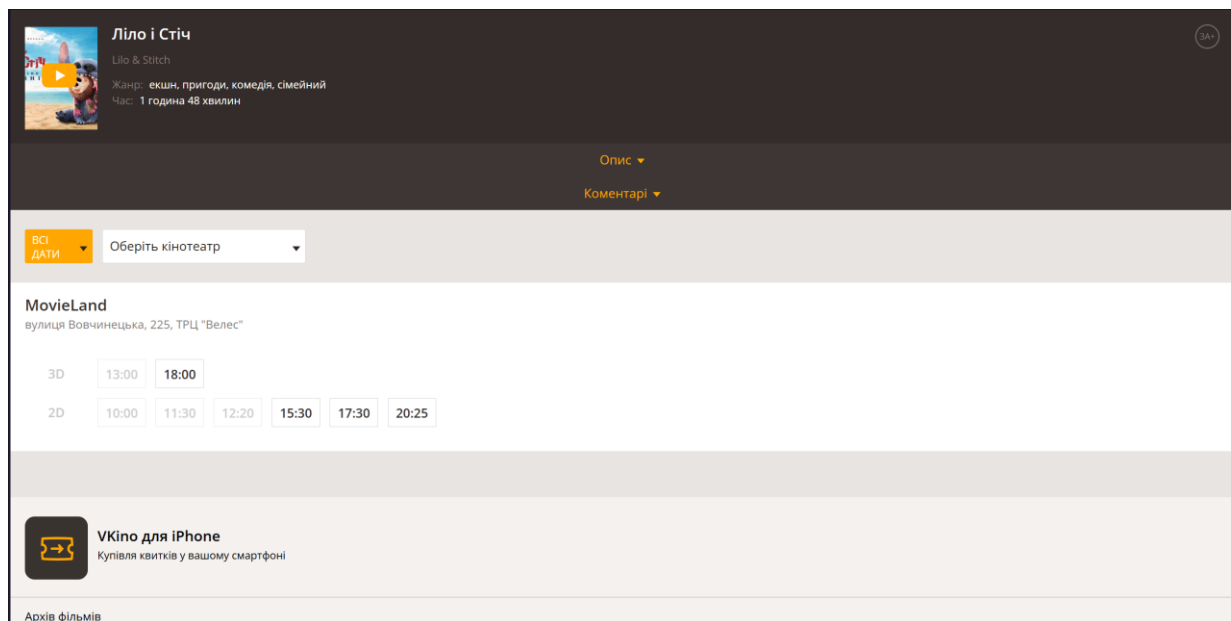 Ліло і Стіч
ЗА+
Lilo & Stitch
Жанр: екшн, пригоди, комедія, сімейний
Час: 1 година 48 хвилин
Опис
Коментарі
ВСІ
ДАТИ
Оберіть кінотеатр
MovieLand
вулиця Вовчинецька, 225, ТРЦ "Велес"
3D 13:00 18:00
2D 10:00 11:30 12:20 15:30 17:30 20:25
VKino для iPhone
Купівля квитків у вашому смартфоні
Архів фільмів